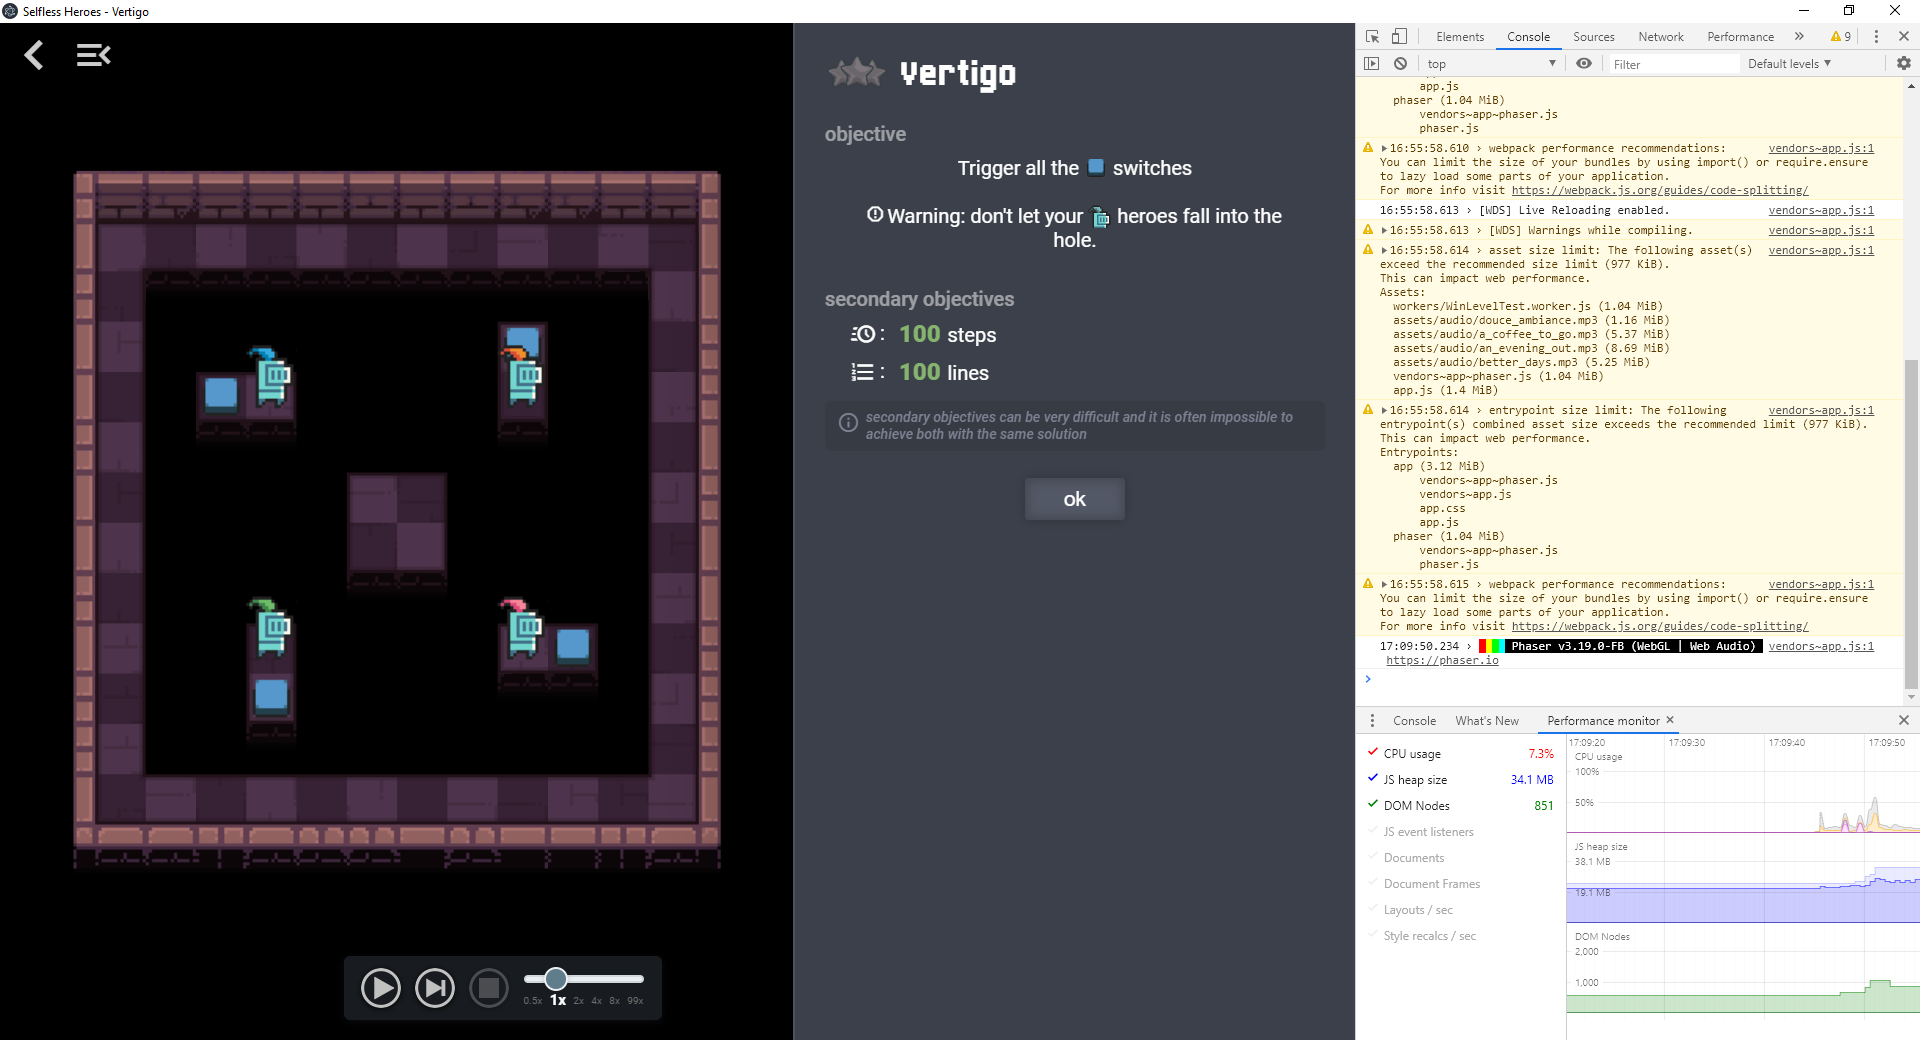 Selfless Heroes - Vertigo
Vertigo
objective
Trigger all the switches
Warning: don't let your heroes fall into the
hole.
secondary objectives
: 100 steps
: 100 lines
secondary objectives can be very difficult and it is often impossible to
achieve both with the same solution
ok
0.5x 1x 2x 4x 8x 99x
Elements Console Sources Network Performance » 9
top Filter Default levels
app.js
phaser (1.04 MiB)
vendors~app~phaser.js
phaser.js
16:55:58.610 › webpack performance recommendations: vendors~app.js:1
You can limit the size of your bundles by using import() or require.ensure
to lazy load some parts of your application.
For more info visit https://webpack.js.org/guides/code-splitting/
16:55:58.613 › [WDS] Live Reloading enabled. vendors~app.js:1
16:55:58.613 › [WDS] Warnings while compiling. vendors~app.js:1
16:55:58.614 › asset size limit: The following asset(s) vendors~app.js:1
exceed the recommended size limit (977 KiB).
This can impact web performance.
Assets:
workers/WinLevelTest.worker.js (1.04 MiB)
assets/audio/douce_ambiance.mp3 (1.16 MiB)
assets/audio/a_coffee_to_go.mp3 (5.37 MiB)
assets/audio/an_evening_out.mp3 (8.69 MiB)
assets/audio/better_days.mp3 (5.25 MiB)
vendors~app~phaser.js (1.04 MiB)
app.js (1.4 MiB)
16:55:58.614 › entrypoint size limit: The following vendors~app.js:1
entrypoint(s) combined asset size exceeds the recommended limit (977 KiB).
This can impact web performance.
Entrypoints:
app (3.12 MiB)
vendors~app~phaser.js
vendors~app.js
app.css
app.js
phaser (1.04 MiB)
vendors~app~phaser.js
phaser.js
16:55:58.615 › webpack performance recommendations: vendors~app.js:1
You can limit the size of your bundles by using import() or require.ensure
to lazy load some parts of your application.
For more info visit https://webpack.js.org/guides/code-splitting/
17:09:50.234 › Phaser v3.19.0-FB (WebGL | Web Audio) vendors~app.js:1
https://phaser.io
Console What's New Performance monitor
CPU usage 7.3%
JS heap size 34.1 MB
DOM Nodes 851
JS event listeners
Documents
Document Frames
Layouts / sec
Style recalcs / sec
17:09:20 17:09:30 17:09:40 17:09:50
CPU usage
100%
50%
JS heap size
38.1 MB
19.1 MB
DOM Nodes
2,000
1,000